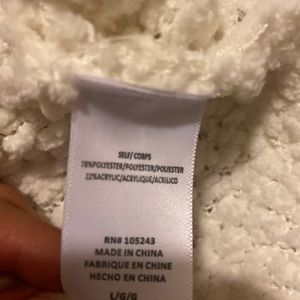 SELF/ CORPS
78%POLYESTER/POLYESTER/POLIESTER
22%ACRYLIC/ACRYLIQUE/ACRILICO
RN# 105243
MADE IN CHINA
FABRIQUE EN CHINE
HECHO EN CHINA
L/G/G